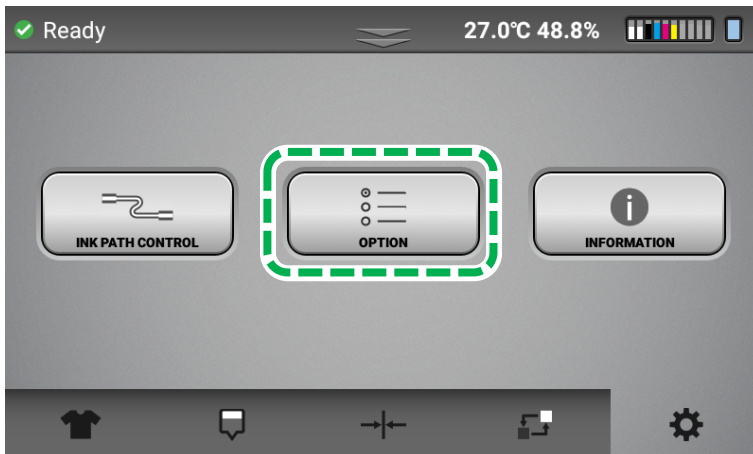 Ready 27.0℃ 48.8%
INK PATH CONTROL OPTION INFORMATION